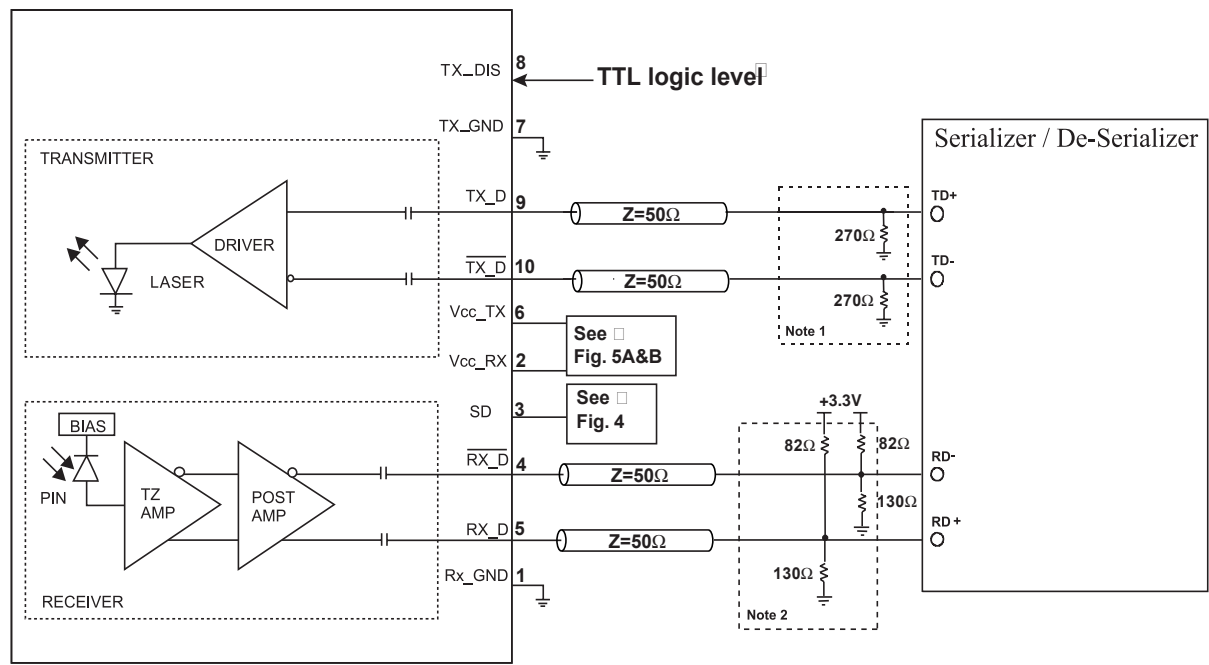 TX_DIS 8
TTL logic level
TX_GND 7
TRANSMITTER
Serializer / De-Serializer
TX_D 9
Z=50Ω
TD+
270Ω
DRIVER
LASER
TX_D 10
Z=50Ω
TD-
270Ω
Note 1
Vcc_TX 6
See
Fig. 5A&B
Vcc_RX 2
SD 3
See
Fig. 4
+3.3V
BIAS
82Ω
82Ω
RX_D 4
Z=50Ω
RD-
PIN
TZ
AMP
POST
AMP
130Ω
RX_D 5
Z=50Ω
RD+
130Ω
Rx_GND 1
RECEIVER
Note 2